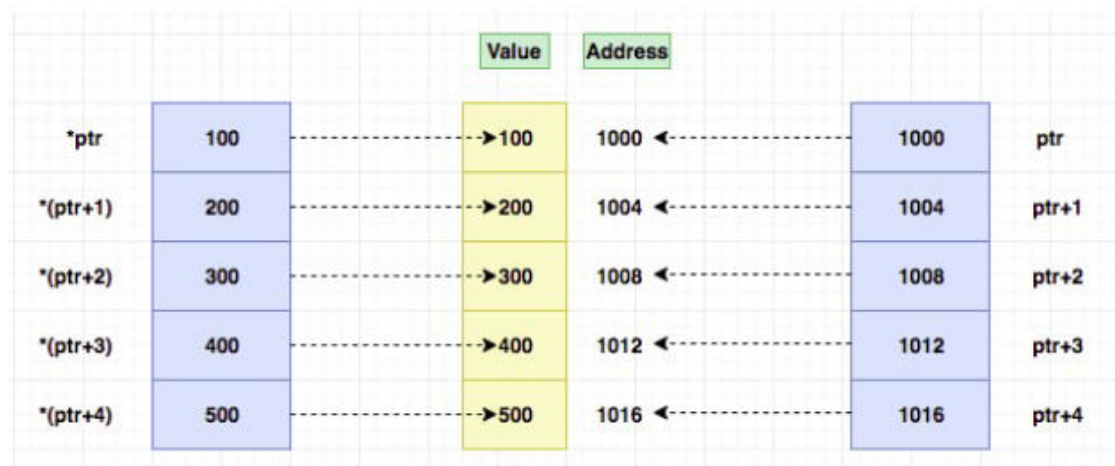 Value Address
*ptr 100 100 1000 1000 ptr
*(ptr+1) 200 200 1004 1004 ptr+1
*(ptr+2) 300 300 1008 1008 ptr+2
*(ptr+3) 400 400 1012 1012 ptr+3
*(ptr+4) 500 500 1016 1016 ptr+4